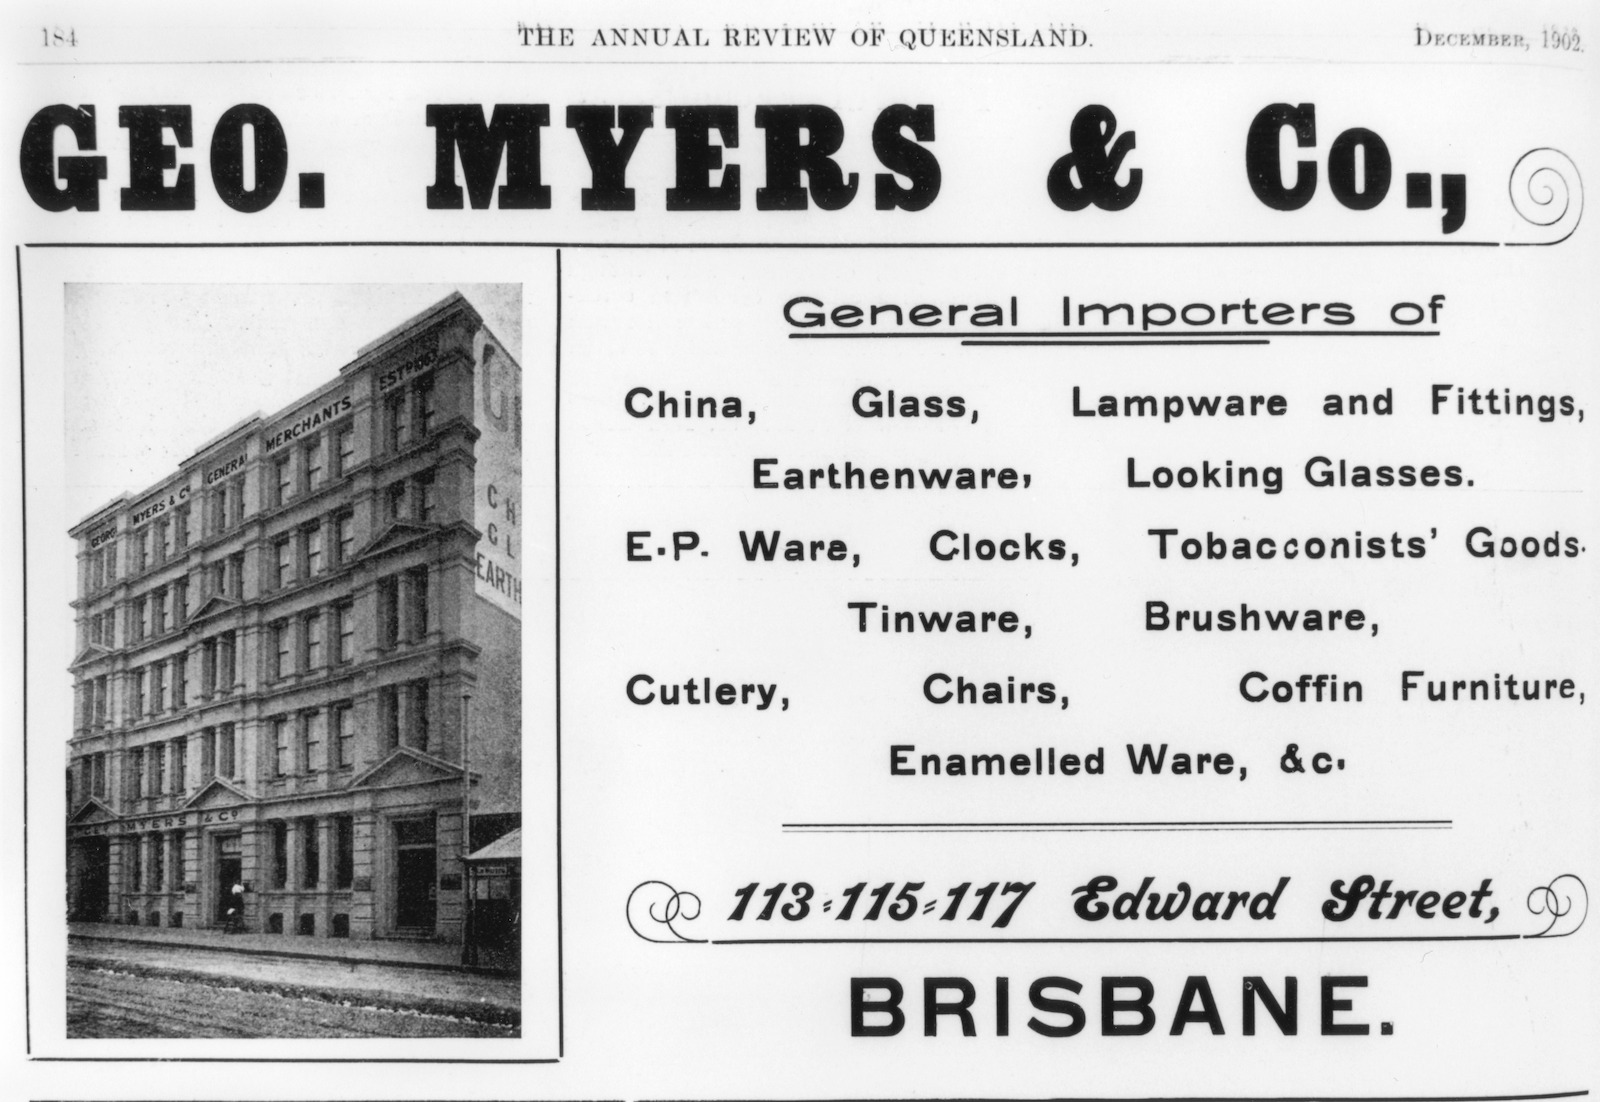 184 THE ANNUAL REVIEW OF QUEENSLAND. DECEMBER, 1902.
GEO. MYERS & Co.,
General Importers of
China, Glass, Lampware and Fittings,
Earthenware, Looking Glasses.
E.P. Ware, Clocks, Tobacconists' Goods.
Tinware, Brushware,
Cutlery, Chairs, Coffin Furniture,
Enamelled Ware, &c.
113-115-117 Edward Street,
BRISBANE.
MYERS & Co GENERAL MERCHANTS ESTD
CH
GL
EARTH
GEO MYERS & Co